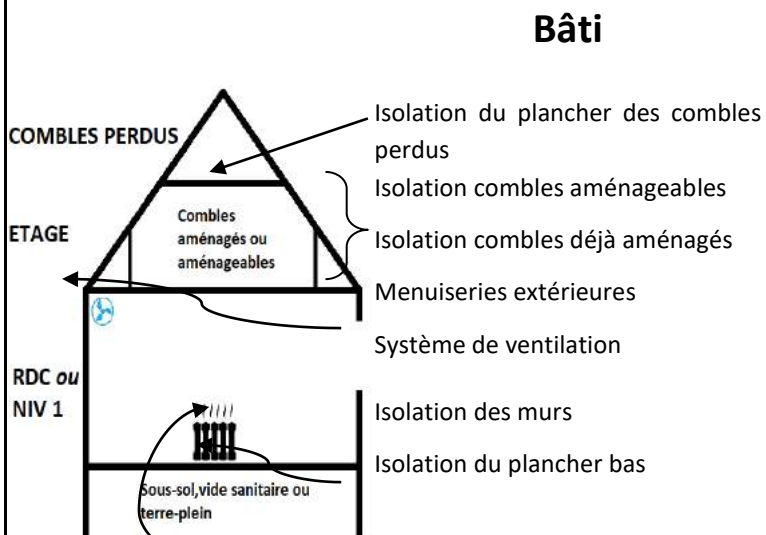 Bâti
COMBLES PERDUS
Isolation du plancher des combles
perdus
Isolation combles aménageables
ETAGE
Combles
aménagés ou
aménageables
Isolation combles déjà aménagés
Menuiseries extérieures
Système de ventilation
RDC ou
NIV 1
Isolation des murs
Isolation du plancher bas
Sous-sol,vide sanitaire ou
terre-plein